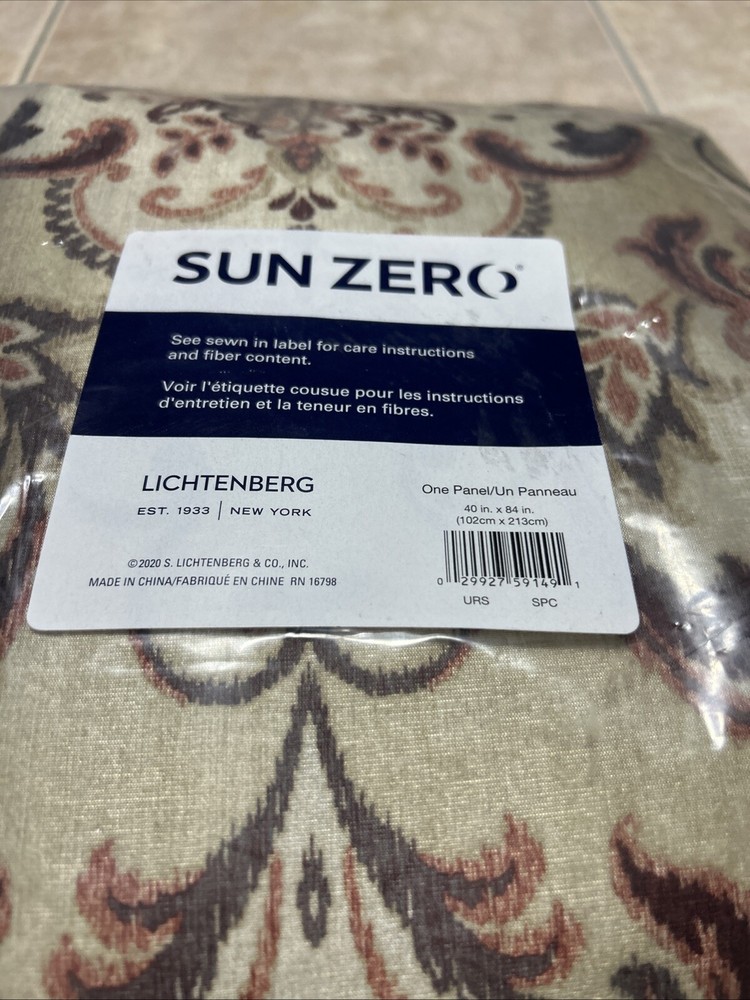 SUN ZERO®
See sewn in label for care instructions
and fiber content.
Voir l'étiquette cousue pour les instructions
d'entretien et la teneur en fibres.
LICHTENBERG
EST. 1933 | NEW YORK
©2020 S. LICHTENBERG & CO., INC.
MADE IN CHINA/FABRIQUÉ EN CHINE RN 16798
One Panel/Un Panneau
40 in. x 84 in.
(102cm x 213cm)
0 29927 59149 1
URS SPC